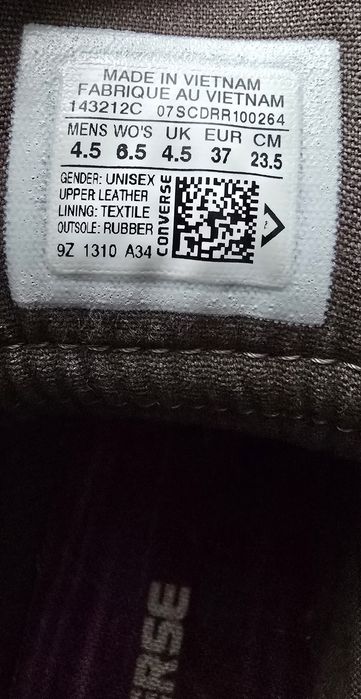 MADE IN VIETNAM
FABRIQUE AU VIETNAM
143212C 07SCDRR100264
MENS WO'S UK EUR CM
4.5 6.5 4.5 37 23.5
GENDER: UNISEX
UPPER LEATHER
LINING: TEXTILE
OUTSOLE: RUBBER
9Z 1310 A34
CONVERSE
ERSE